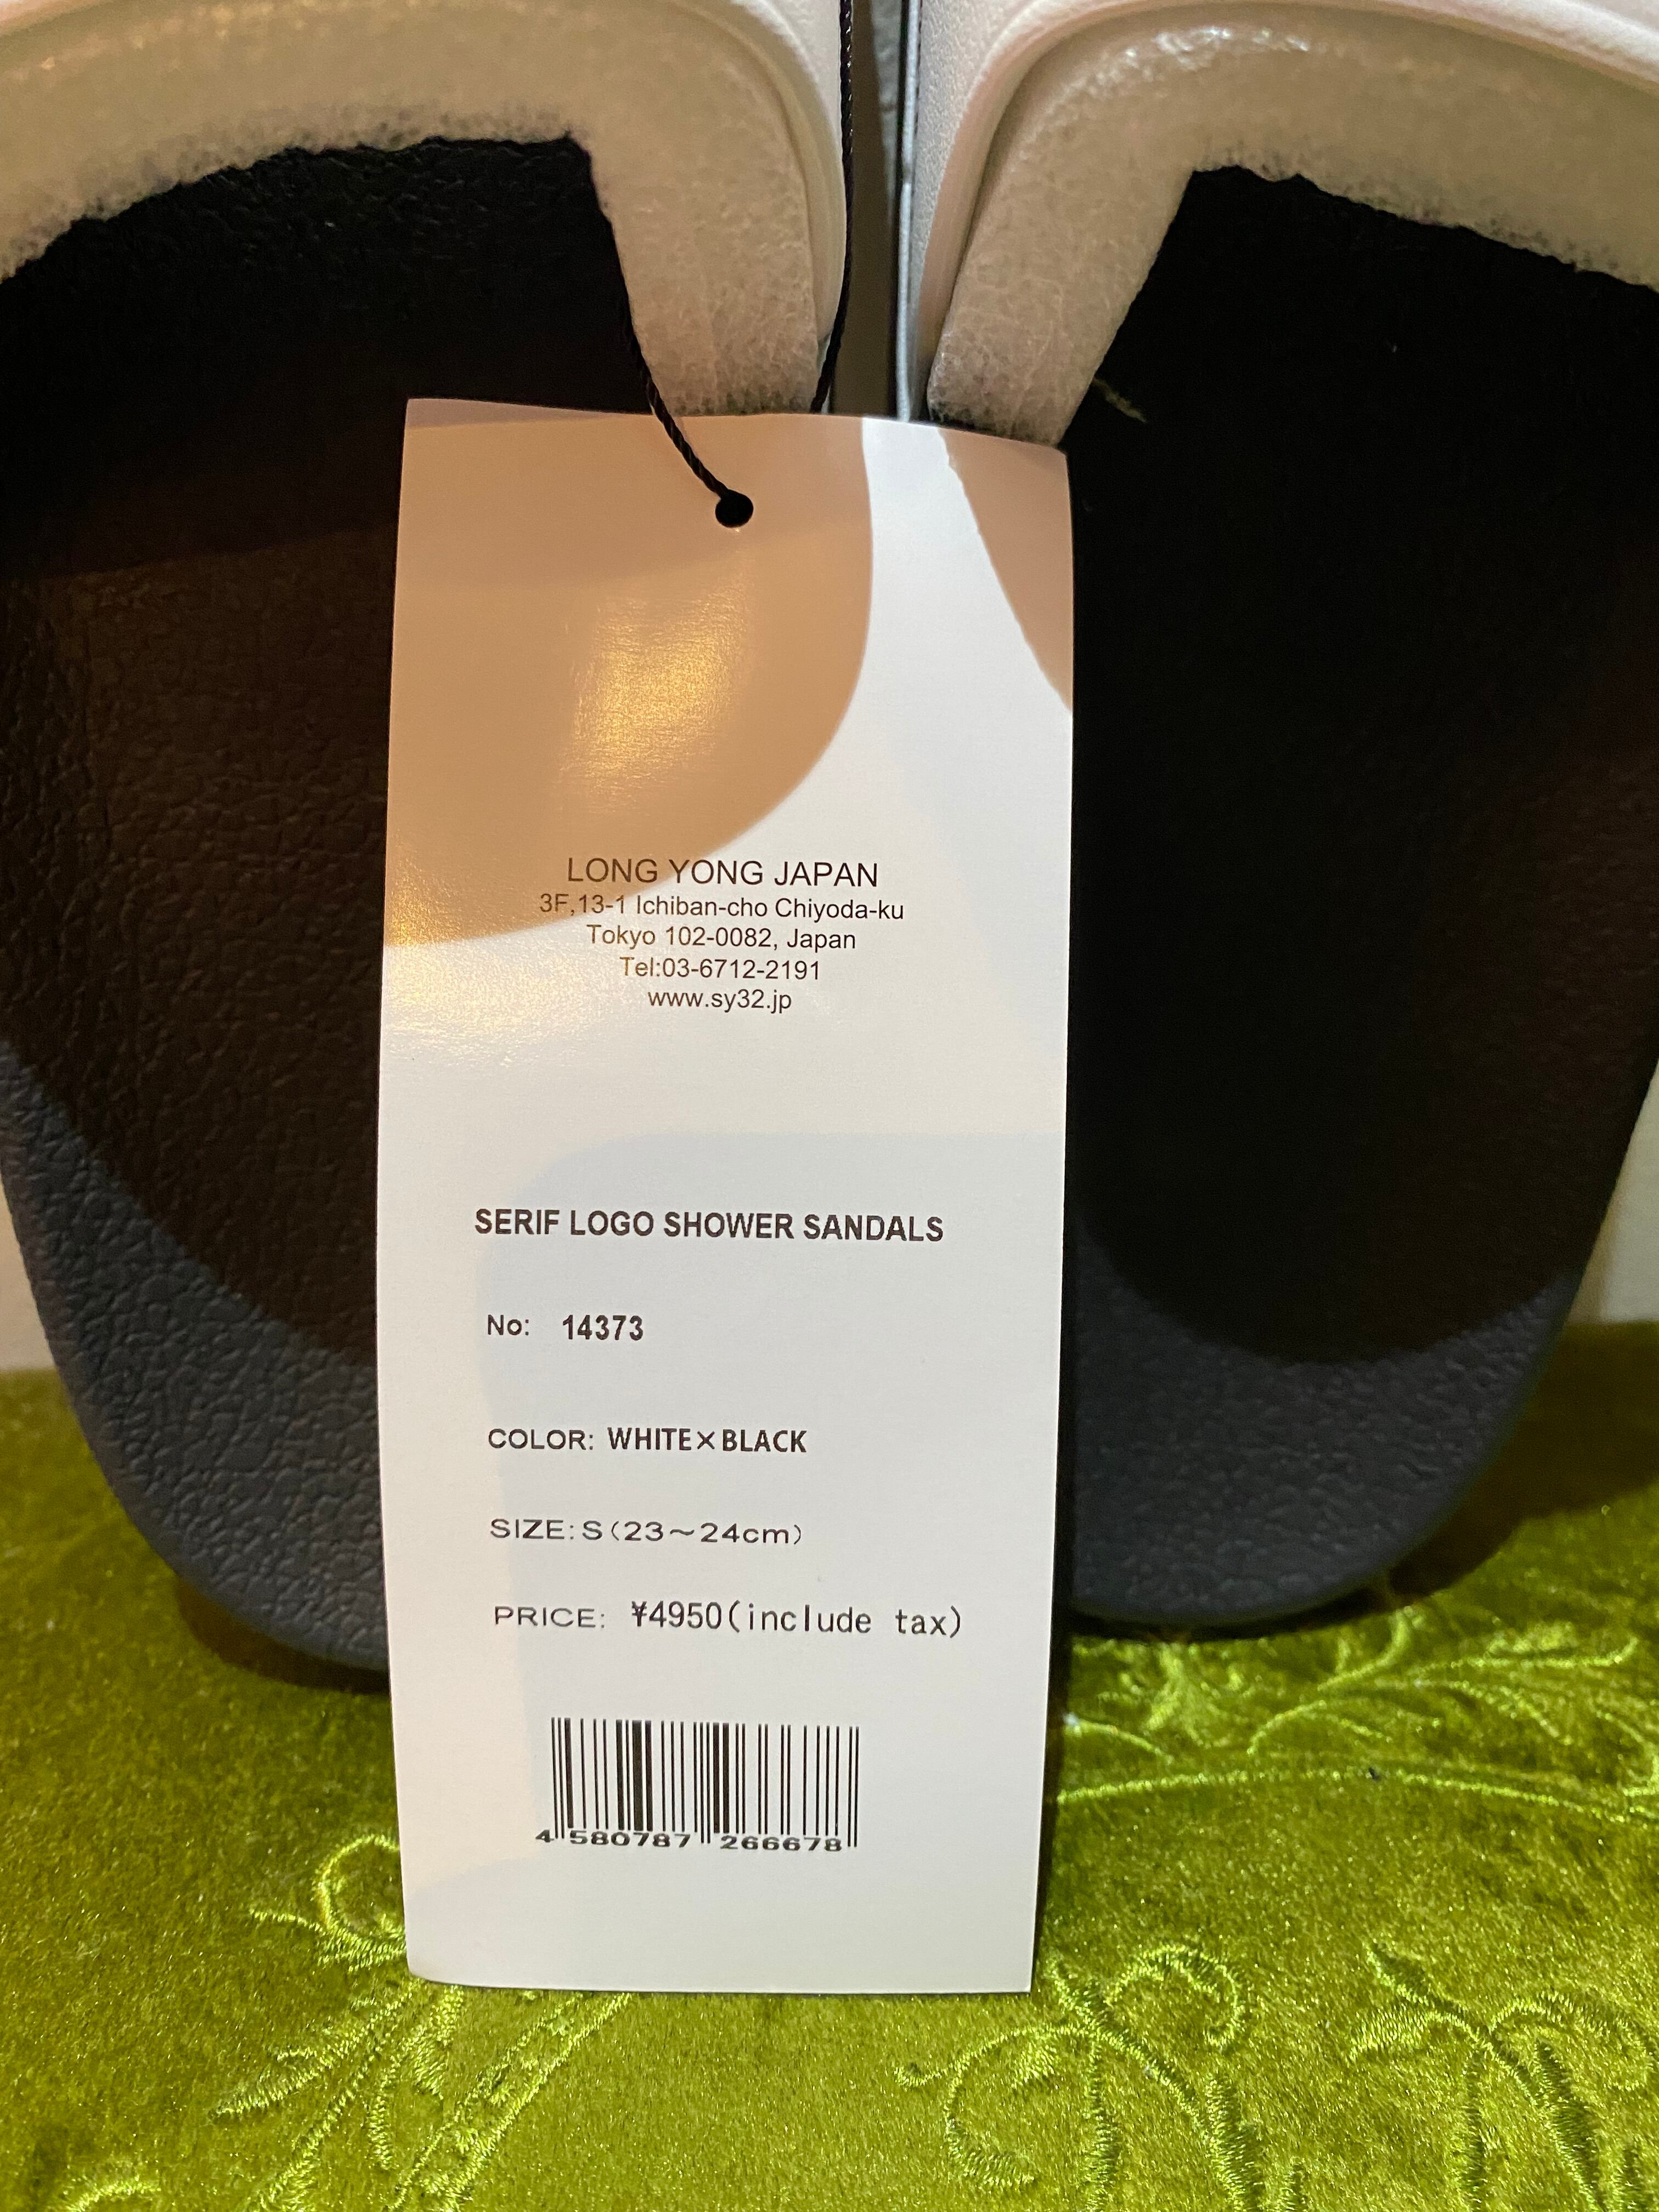 LONG YONG JAPAN
3F,13-1 Ichiban-cho Chiyoda-ku
Tokyo 102-0082, Japan
Tel:03-6712-2191
www.sy32.jp
SERIF LOGO SHOWER SANDALS
No: 14373
COLOR: WHITE×BLACK
SIZE:S(23～24cm)
PRICE: ¥4950(include tax)
4 580787 266678